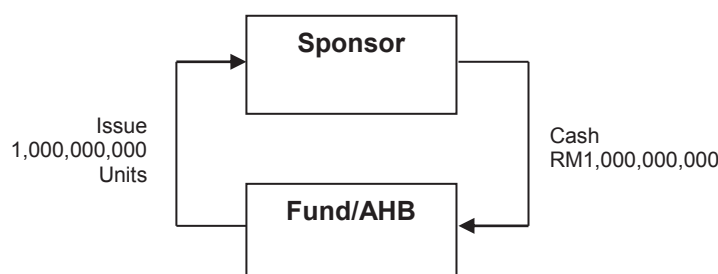 Sponsor
Issue
1,000,000,000
Units
Cash
RM1,000,000,000
Fund/AHB